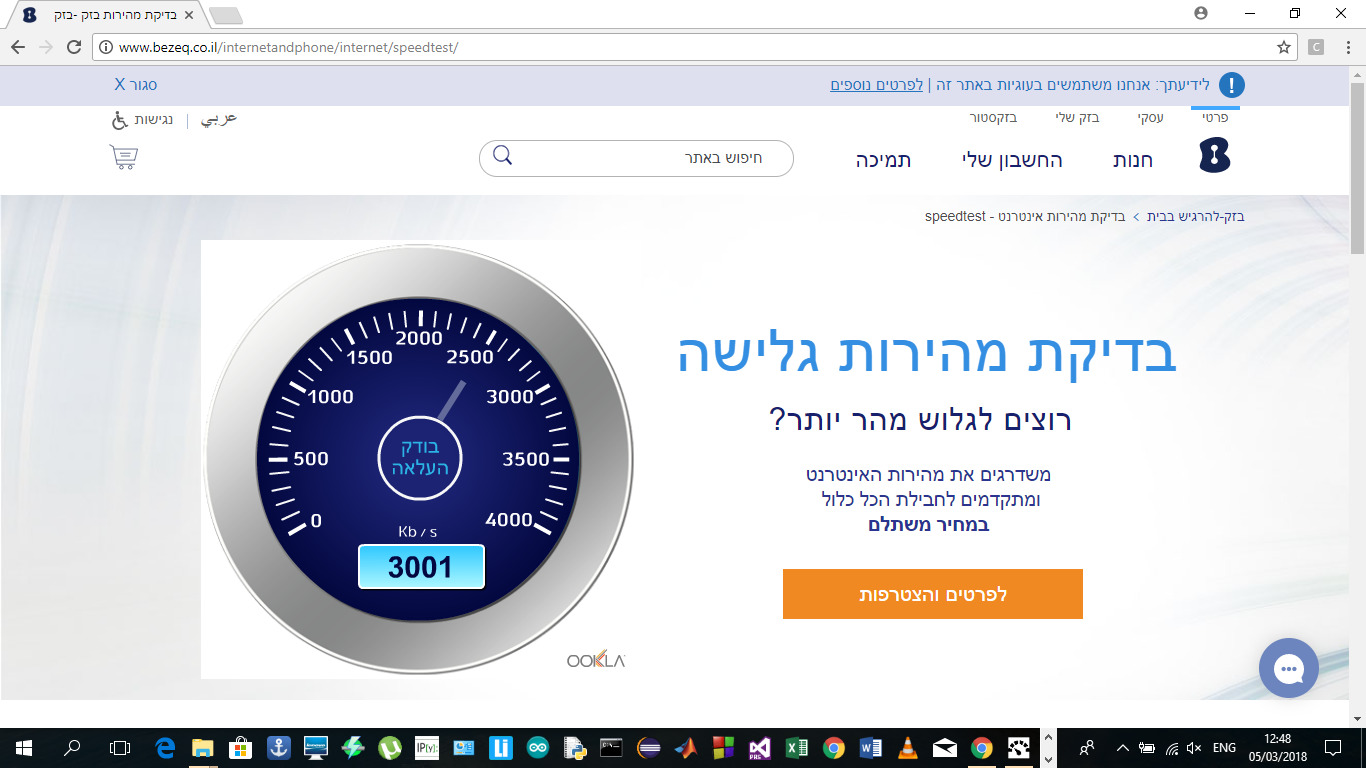 בדיקת מהירות בזק -בזק
www.bezeq.co.il/internetandphone/internet/speedtest/
לידיעתך: אנחנו משתמשים בעוגיות באתר זה | לפרטים נוספים
סגור X
פרטי
עסקי
בזק שלי
בזקסטור
عربي
נגישות
חנות
החשבון שלי
תמיכה
חיפוש באתר
בזק-להרגיש בבית > בדיקת מהירות אינטרנט - speedtest
0
500
1000
1500
2000
2500
3000
3500
4000
בודק
העלאה
Kb / s
3001
OOKLA
בדיקת מהירות גלישה
רוצים לגלוש מהר יותר?
משדרגים את מהירות האינטרנט
ומתקדמים לחבילת הכל כלול
במחיר משתלם
לפרטים והצטרפות
ENG
12:48
05/03/2018